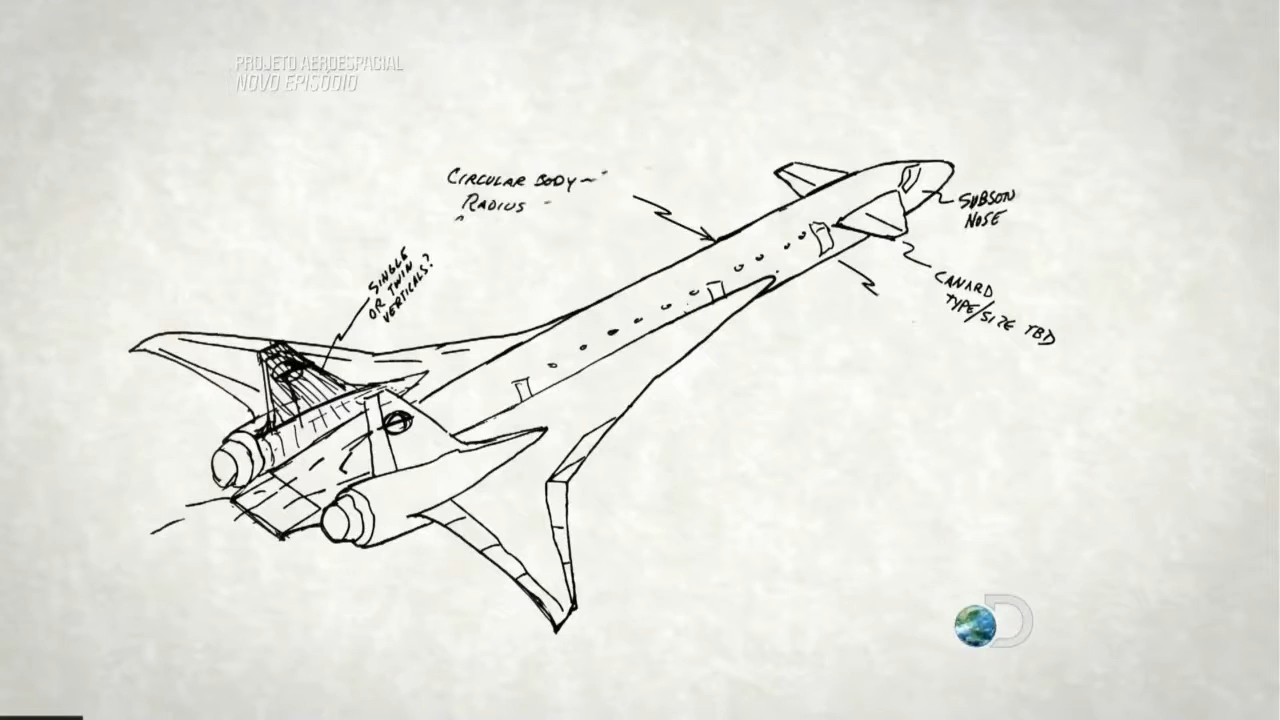 PROJETO AEROESPACIAL
NOVO EPISÓDIO
CIRCULAR BODY
RADIUS
SUBSON
NOSE
SINGLE
OR TWIN
VERTICALS?
CANARD
TYPE/SIZE TBD